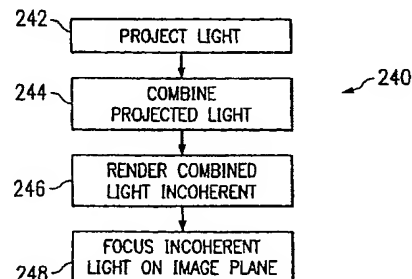 242
PROJECT LIGHT
240
244
COMBINE
PROJECTED LIGHT
246
RENDER COMBINED
LIGHT INCOHERENT
248
FOCUS INCOHERENT
LIGHT ON IMAGE PLANE